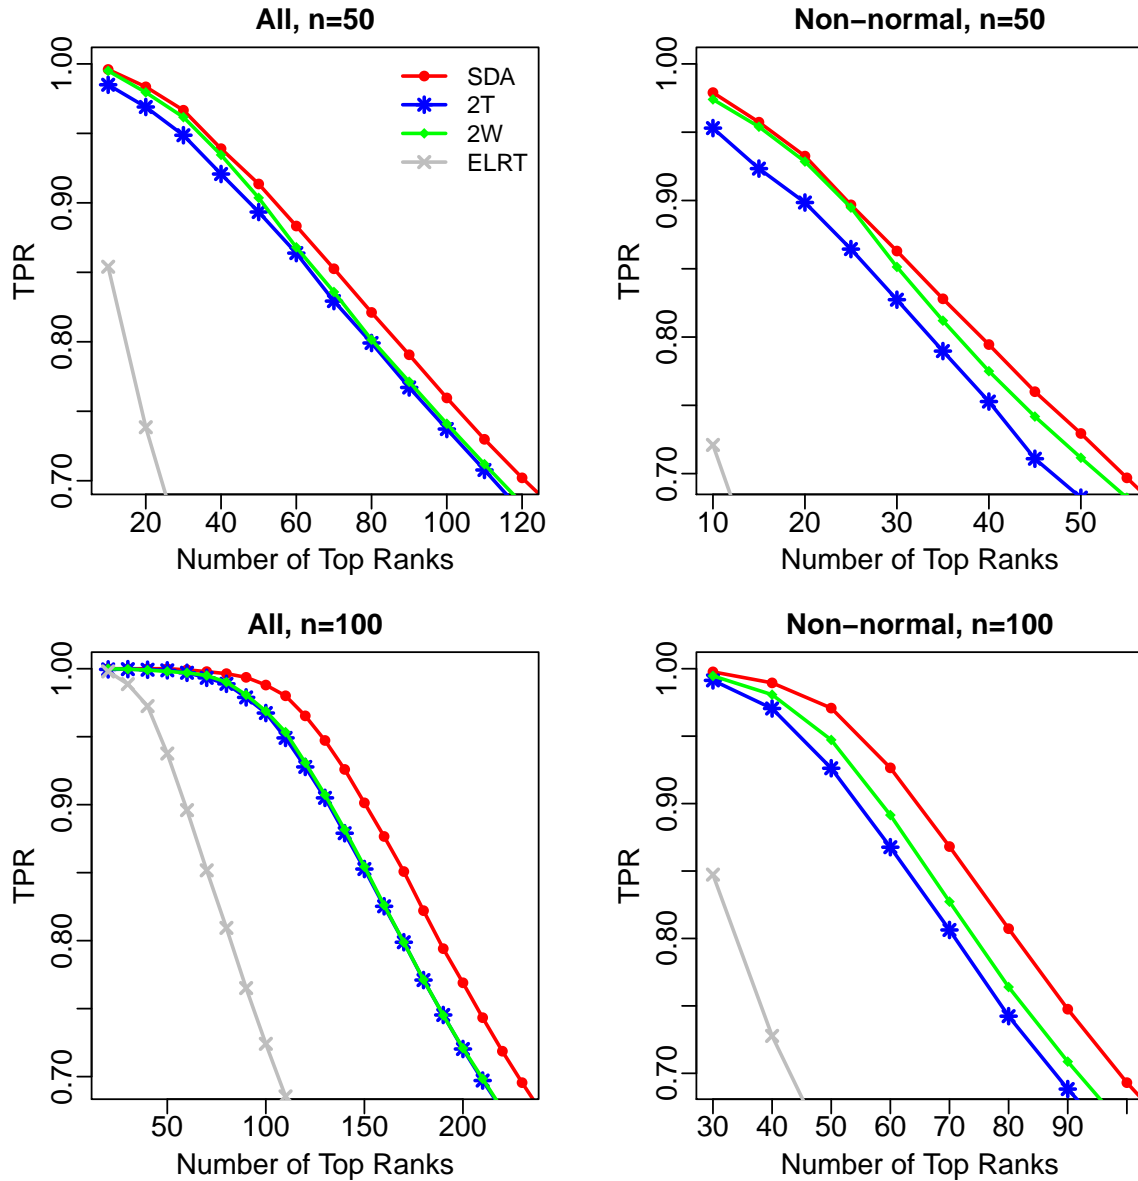 All, n=50
TPR
1.00
0.90
0.80
0.70
SDA
2T
2W
ELRT
20 40 60 80 100 120
Number of Top Ranks
Non−normal, n=50
TPR
1.00
0.90
0.80
0.70
10 20 30 40 50
Number of Top Ranks
All, n=100
TPR
1.00
0.90
0.80
0.70
50 100 150 200
Number of Top Ranks
Non−normal, n=100
TPR
1.00
0.90
0.80
0.70
30 40 50 60 70 80 90
Number of Top Ranks